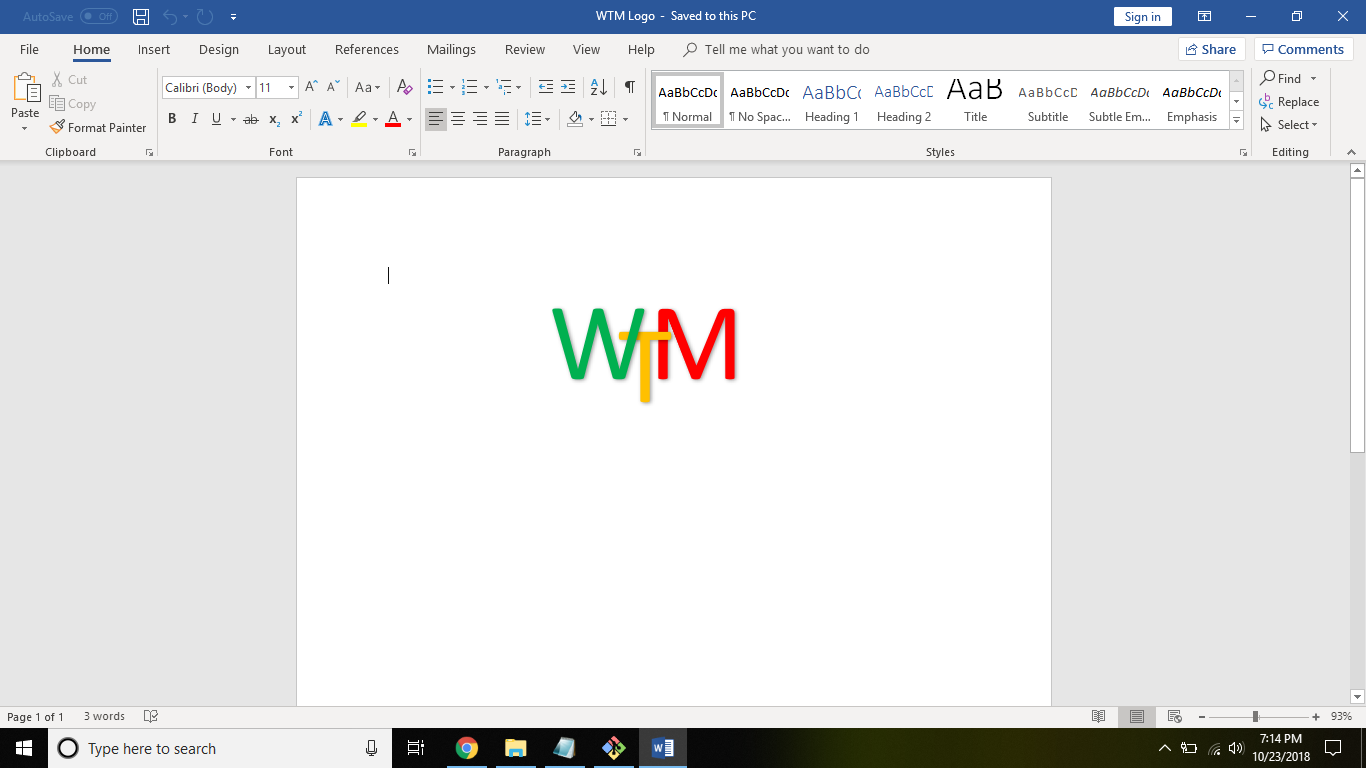 AutoSave Off WTM Logo - Saved to this PC Sign in
File Home Insert Design Layout References Mailings Review View Help Tell me what you want to do Share Comments
Paste
Cut
Copy
Format Painter
Clipboard
Calibri (Body) 11
Aa
B I U ab x₂ x² A A
Font
Paragraph
AaBbCcDc AaBbCcDc AaBbCc AaBbCcD AaB AaBbCcD AaBbCcDc AaBbCcDc
¶ Normal ¶ No Spac... Heading 1 Heading 2 Title Subtitle Subtle Em... Emphasis
Styles
Find
Replace
Select
Editing
WTM
Page 1 of 1 3 words 93%
Type here to search
7:14 PM
10/23/2018